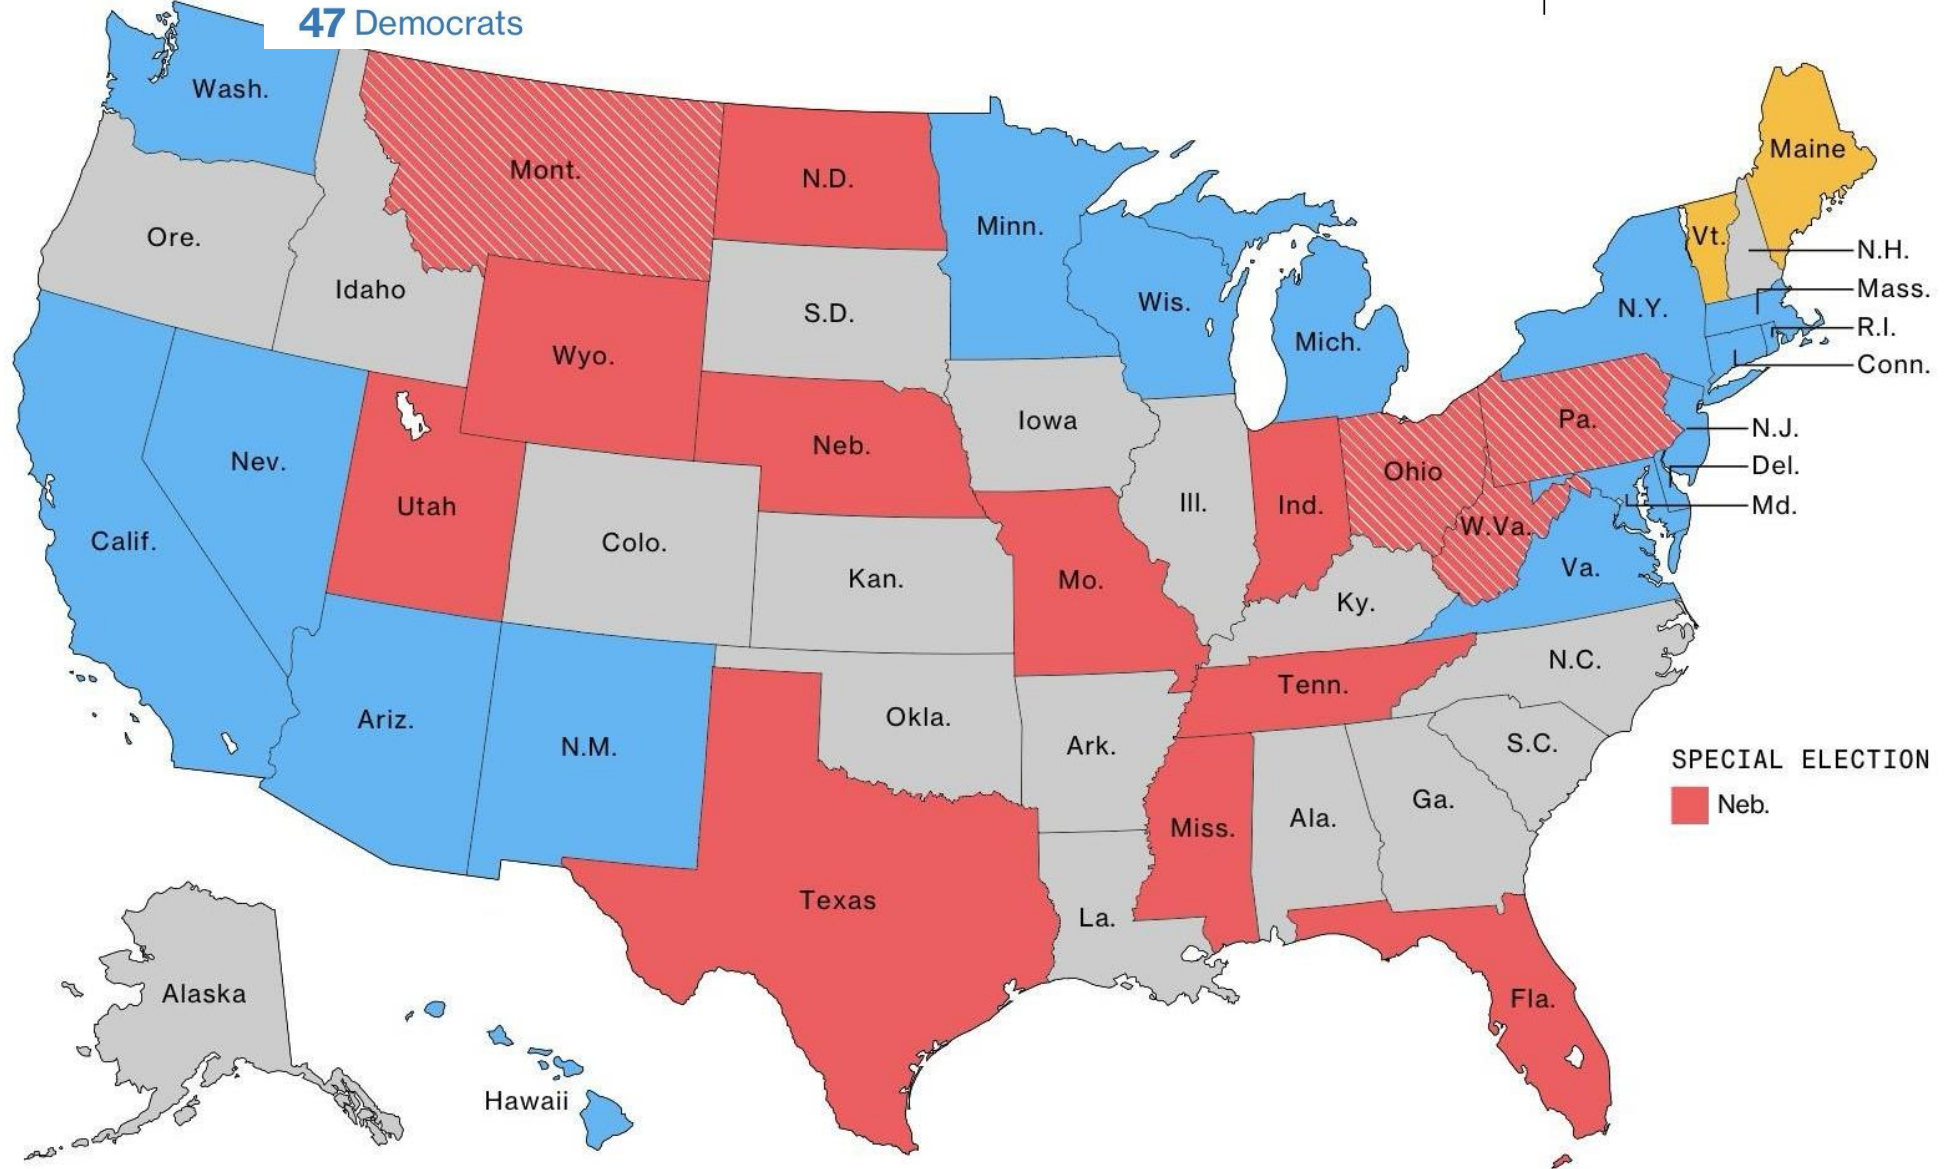 47 Democrats
Wash.
Mont.
N.D.
Minn.
Maine
Ore.
Idaho
S.D.
Wis.
Mich.
N.Y.
Vt.
N.H.
Mass.
R.I.
Conn.
Wyo.
Iowa
Neb.
Nev.
Utah
Colo.
Kan.
Calif.
Ill.
Ind.
Ohio
Pa.
N.J.
Del.
Md.
W.Va.
Va.
Mo.
Ky.
Tenn.
N.C.
S.C.
Ariz.
N.M.
Okla.
Ark.
Miss.
Ala.
Ga.
SPECIAL ELECTION
Neb.
Texas
La.
Fla.
Alaska
Hawaii